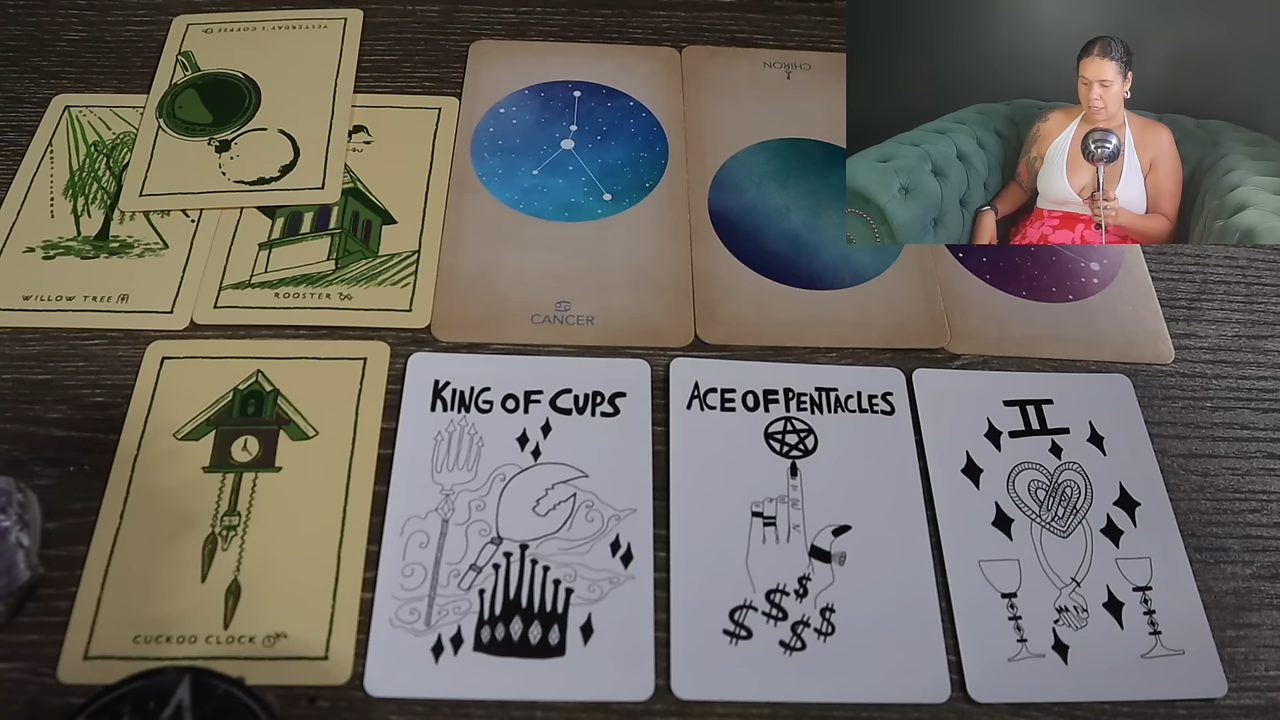 YESTERDAY'S COFFEE
CHIRON
WILLOW TREE
ROOSTER
CANCER
KING OF CUPS
ACE OF PENTACLES
II
$ $ $ $ $
CUCKOO CLOCK